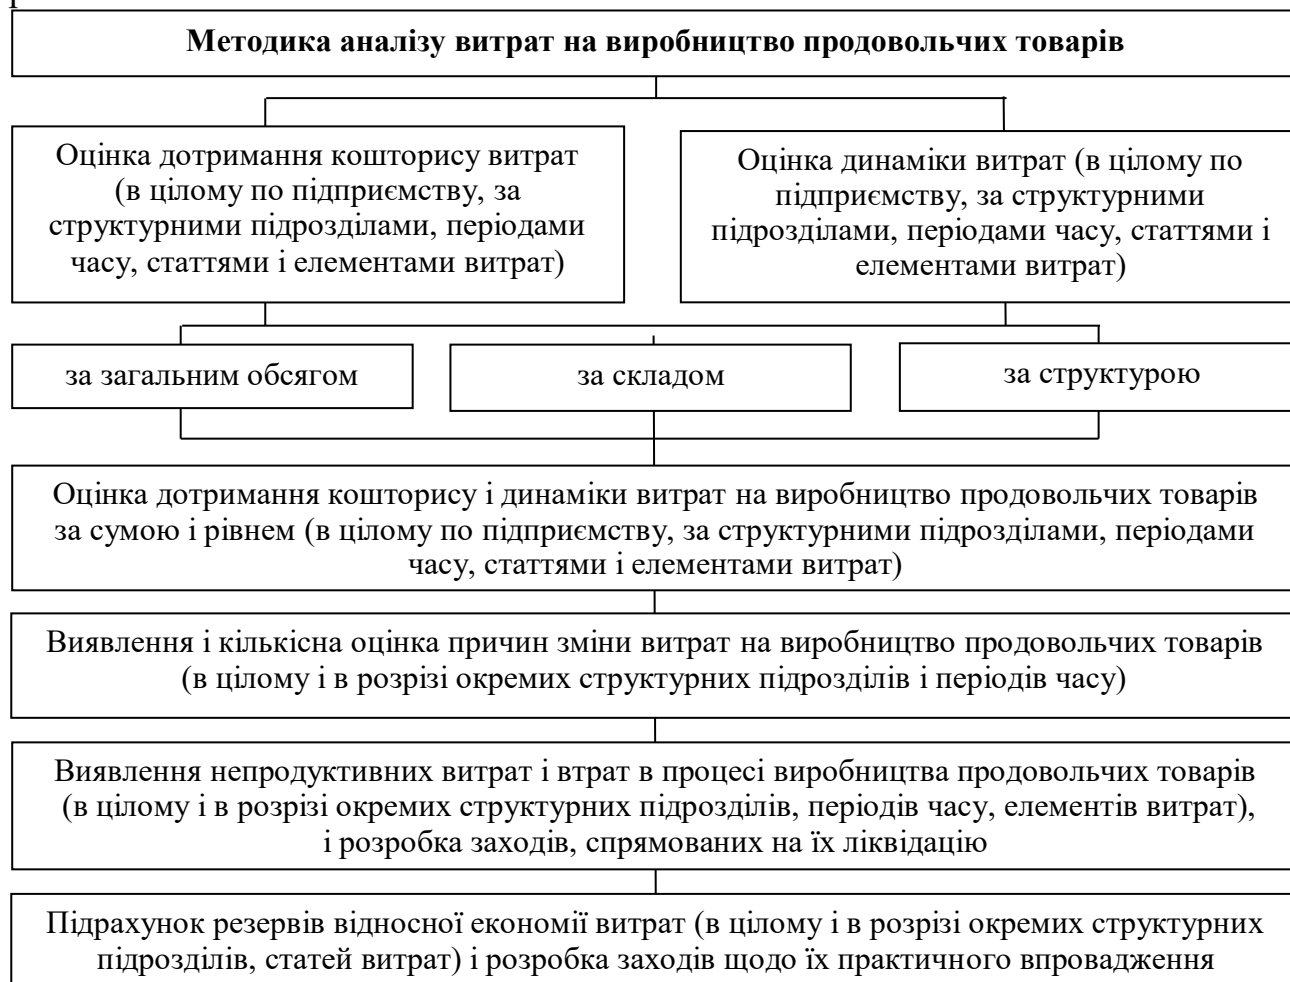 Методика аналізу витрат на виробництво продовольчих товарів
Оцінка дотримання кошторису витрат
(в цілому по підприємству, за
структурними підрозділами, періодами
часу, статтями і елементами витрат)
Оцінка динаміки витрат (в цілому по
підприємству, за структурними
підрозділами, періодами часу, статтями і
елементами витрат)
за загальним обсягом
за складом
за структурою
Оцінка дотримання кошторису і динаміки витрат на виробництво продовольчих товарів
за сумою і рівнем (в цілому по підприємству, за структурними підрозділами, періодами
часу, статтями і елементами витрат)
Виявлення і кількісна оцінка причин зміни витрат на виробництво продовольчих товарів
(в цілому і в розрізі окремих структурних підрозділів і періодів часу)
Виявлення непродуктивних витрат і втрат в процесі виробництва продовольчих товарів
(в цілому і в розрізі окремих структурних підрозділів, періодів часу, елементів витрат),
і розробка заходів, спрямованих на їх ліквідацію
Підрахунок резервів відносної економії витрат (в цілому і в розрізі окремих структурних
підрозділів, статей витрат) і розробка заходів щодо їх практичного впровадження